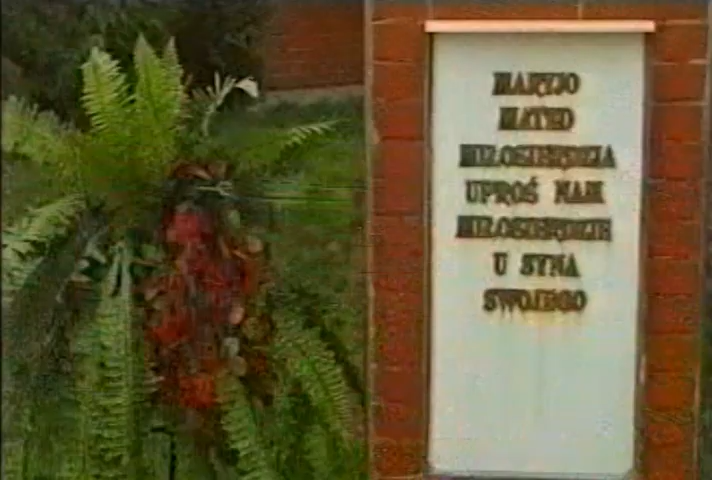 MARYJO
MATKO
MIŁOSIERDZIA
UPROŚ NAM
MIŁOSIERDZIE
U SYNA
SWOJEGO